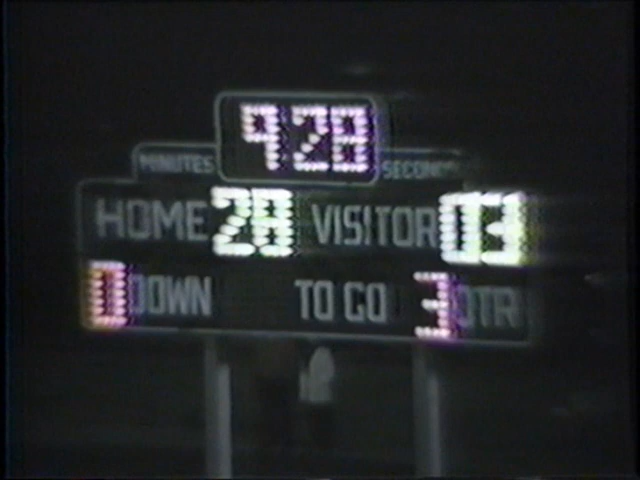 9 28
MINUTES SECONDS
HOME 28 VISITOR 03
0 DOWN TO GO 3 QTR